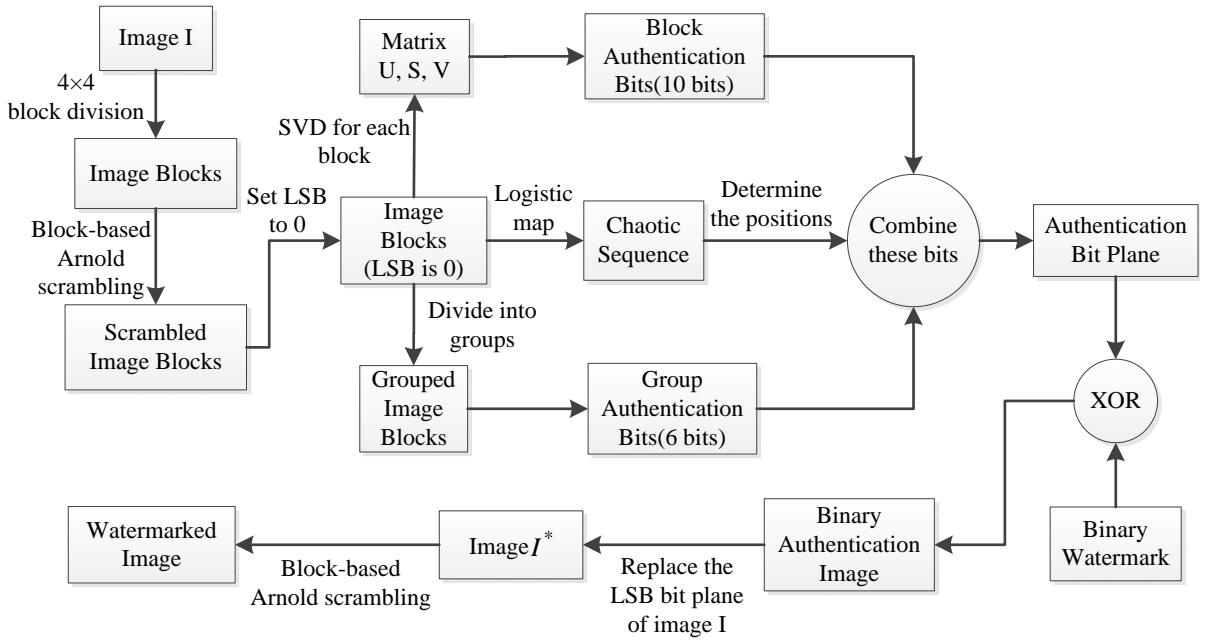 Image I
4×4
block division
Image Blocks
Block-based
Arnold
scrambling
Scrambled
Image Blocks
Set LSB
to 0
Matrix
U, S, V
SVD for each
block
Image
Blocks
(LSB is 0)
Divide into
groups
Grouped
Image
Blocks
Block
Authentication
Bits(10 bits)
Logistic
map
Chaotic
Sequence
Determine
the positions
Group
Authentication
Bits(6 bits)
Combine
these bits
Authentication
Bit Plane
XOR
Binary
Watermark
Binary
Authentication
Image
Replace the
LSB bit plane
of image I
Image I*
Block-based
Arnold scrambling
Watermarked
Image